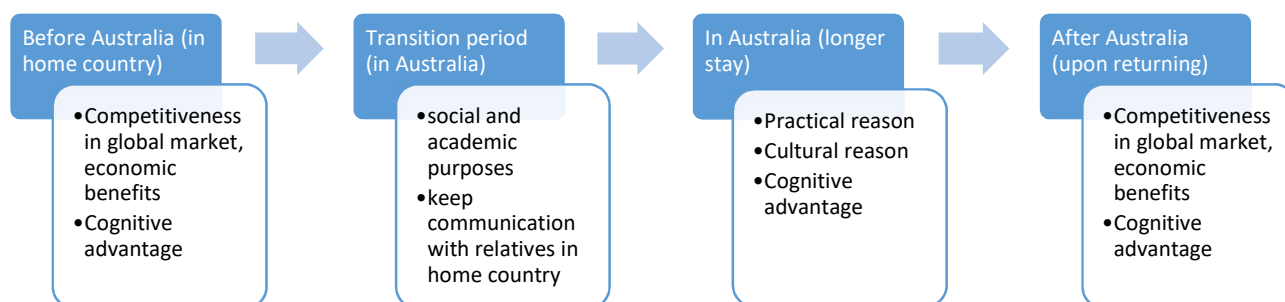 Before Australia (in
home country)
•Competitiveness
in global market,
economic
benefits
•Cognitive
advantage
Transition period
(in Australia)
•social and
academic
purposes
•keep
communication
with relatives in
home country
In Australia (longer
stay)
•Practical reason
•Cultural reason
•Cognitive
advantage
After Australia
(upon returning)
•Competitiveness
in global market,
economic
benefits
•Cognitive
advantage